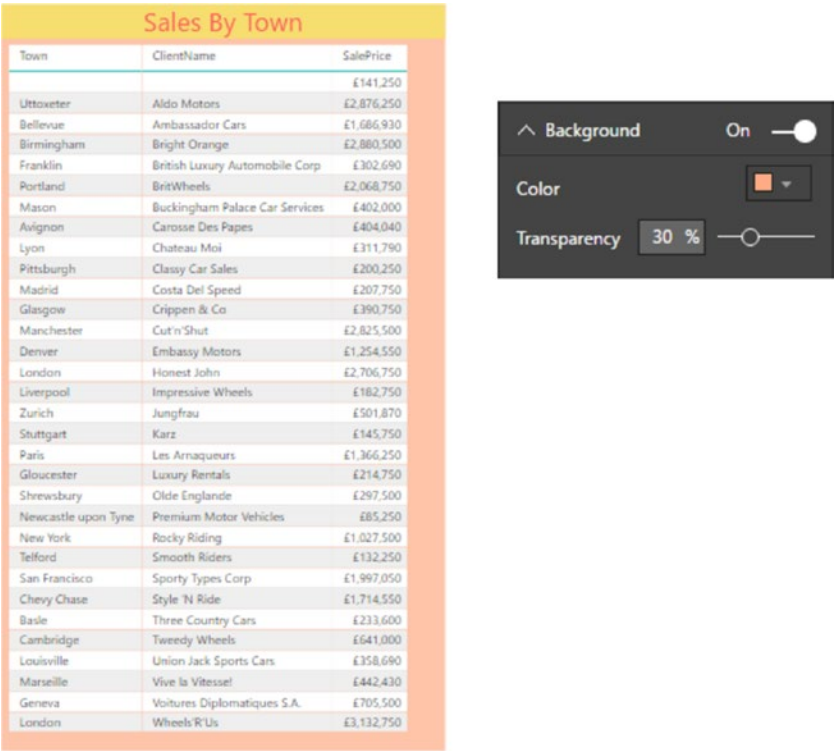 Sales By Town
Town ClientName SalePrice
£141,250
Uttoxeter Aldo Motors £2,876,250
Bellevue Ambassador Cars £1,686,930
Birmingham Bright Orange £2,880,500
Franklin British Luxury Automobile Corp £302,690
Portland BritWheels £2,068,750
Mason Buckingham Palace Car Services £402,000
Avignon Carosse Des Papes £404,040
Lyon Chateau Moi £311,790
Pittsburgh Classy Car Sales £200,250
Madrid Costa Del Speed £207,750
Glasgow Crippen & Co £390,750
Manchester Cut'n'Shut £2,825,500
Denver Embassy Motors £1,254,550
London Honest John £2,706,750
Liverpool Impressive Wheels £182,750
Zurich Jungfrau £501,870
Stuttgart Karz £145,750
Paris Les Arnaqueurs £1,366,250
Gloucester Luxury Rentals £214,750
Shrewsbury Olde Englande £297,500
Newcastle upon Tyne Premium Motor Vehicles £85,250
New York Rocky Riding £1,027,500
Telford Smooth Riders £132,250
San Francisco Sporty Types Corp £1,997,050
Chevy Chase Style 'N Ride £1,714,550
Basle Three Country Cars £233,600
Cambridge Tweedy Wheels £641,000
Louisville Union Jack Sports Cars £358,690
Marseille Vive la Vitesse! £442,430
Geneva Voitures Diplomatiques S.A. £705,500
London Wheels'R'Us £3,132,750
Background On
Color
Transparency 30 %